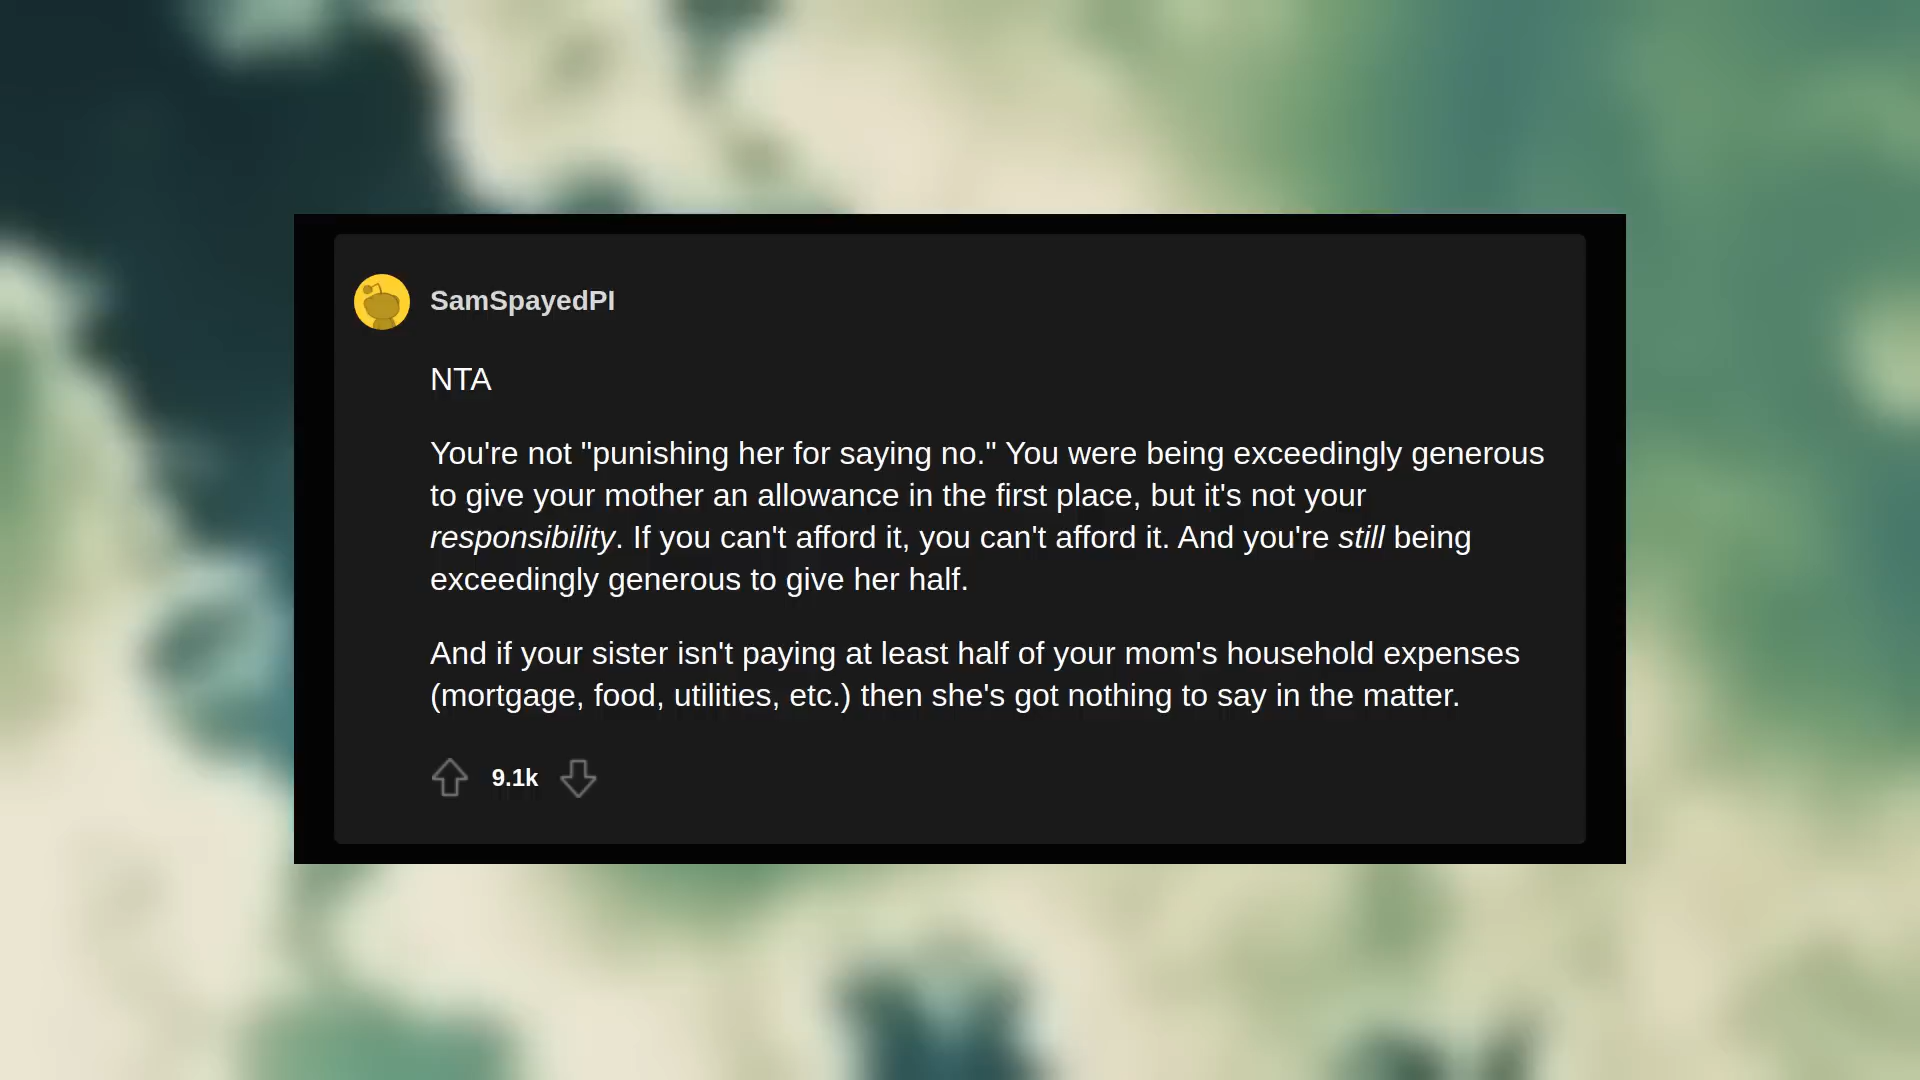 SamSpayedPI
NTA
You're not "punishing her for saying no." You were being exceedingly generous
to give your mother an allowance in the first place, but it's not your
responsibility. If you can't afford it, you can't afford it. And you're still being
exceedingly generous to give her half.
And if your sister isn't paying at least half of your mom's household expenses
(mortgage, food, utilities, etc.) then she's got nothing to say in the matter.
9.1k